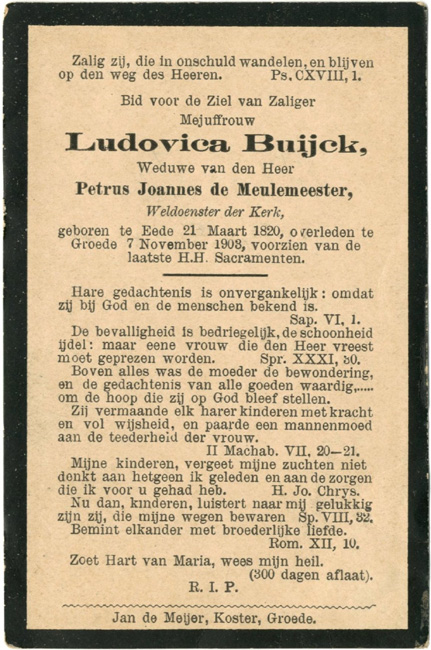 Zalig zij, die in onschuld wandelen, en blijven
op den weg des Heeren. Ps. CXVIII, 1.
Bid voor de Ziel van Zaliger
Mejuffrouw
Ludovica Buijck,
Weduwe van den Heer
Petrus Joannes de Meulemeester,
Weldoenster der Kerk,
geboren te Eede 21 Maart 1820, overleden te
Groede 7 November 1903, voorzien van de
laatste H.H. Sacramenten.
Hare gedachtenis is onvergankelijk: omdat
zij bij God en de menschen bekend is.
Sap. VI, 1.
De bevalligheid is bedriegelijk, de schoonheid
ijdel: maar eene vrouw die den Heer vreest
moet geprezen worden. Spr. XXXI, 30.
Boven alles was de moeder de bewondering,
en de gedachtenis van alle goeden waardig,.....
om de hoop die zij op God bleef stellen.
Zij vermaande elk harer kinderen met kracht
en vol wijsheid, en paarde een mannenmoed
aan de teederheid der vrouw.
II Machab. VII, 20-21.
Mijne kinderen, vergeet mijne zuchten niet
denkt aan hetgeen ik geleden en aan de zorgen
die ik voor u gehad heb. H. Jo. Chrys.
Nu dan, kinderen, luistert naar mij gelukkig
zijn zij, die mijne wegen bewaren Sp. VIII, 32.
Bemint elkander met broederlijke liefde.
Rom. XII, 10.
Zoet Hart van Maria, wees mijn heil.
(300 dagen aflaat).
R. I. P.
Jan de Meijer, Koster, Groede.